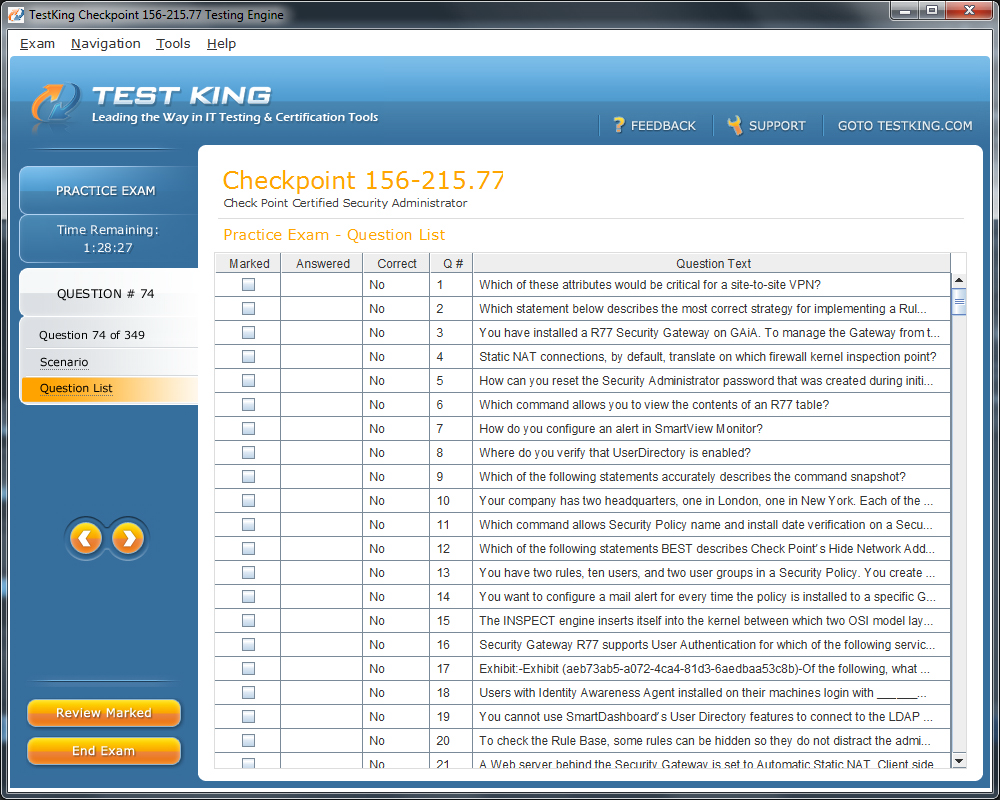 TestKing Checkpoint 156-215.77 Testing Engine
Exam Navigation Tools Help
TEST KING
Leading the Way in IT Testing & Certification Tools
FEEDBACK SUPPORT GOTO TESTKING.COM
PRACTICE EXAM
Time Remaining:
1:28:27
QUESTION # 74
Question 74 of 349
Scenario
Question List
Review Marked
End Exam
Checkpoint 156-215.77
Check Point Certified Security Administrator
Practice Exam - Question List
Marked Answered Correct Q # Question Text
No 1 Which of these attributes would be critical for a site-to-site VPN?
No 2 Which statement below describes the most correct strategy for implementing a Rul...
No 3 You have installed a R77 Security Gateway on GAiA. To manage the Gateway from t...
No 4 Static NAT connections, by default, translate on which firewall kernel inspection point?
No 5 How can you reset the Security Administrator password that was created during initi...
No 6 Which command allows you to view the contents of an R77 table?
No 7 How do you configure an alert in SmartView Monitor?
No 8 Where do you verify that UserDirectory is enabled?
No 9 Which of the following statements accurately describes the command snapshot?
No 10 Your company has two headquarters, one in London, one in New York. Each of the ...
No 11 Which command allows Security Policy name and install date verification on a Secu...
No 12 Which of the following statements BEST describes Check Point's Hide Network Add...
No 13 You have two rules, ten users, and two user groups in a Security Policy. You create ...
No 14 You want to configure a mail alert for every time the policy is installed to a specific G...
No 15 The INSPECT engine inserts itself into the kernel between which two OSI model lay...
No 16 Security Gateway R77 supports User Authentication for which of the following servic...
No 17 Exhibit:-Exhibit (aeb73ab5-a072-4ca4-81d3-6aedbaa53c8b)-Of the following, what ...
No 18 Users with Identity Awareness Agent installed on their machines login with ______...
No 19 You cannot use SmartDashboard's User Directory features to connect to the LDAP ...
No 20 To check the Rule Base, some rules can be hidden so they do not distract the admi...
No 21 A Web server behind the Security Gateway is set to Automatic Static NAT. Client side